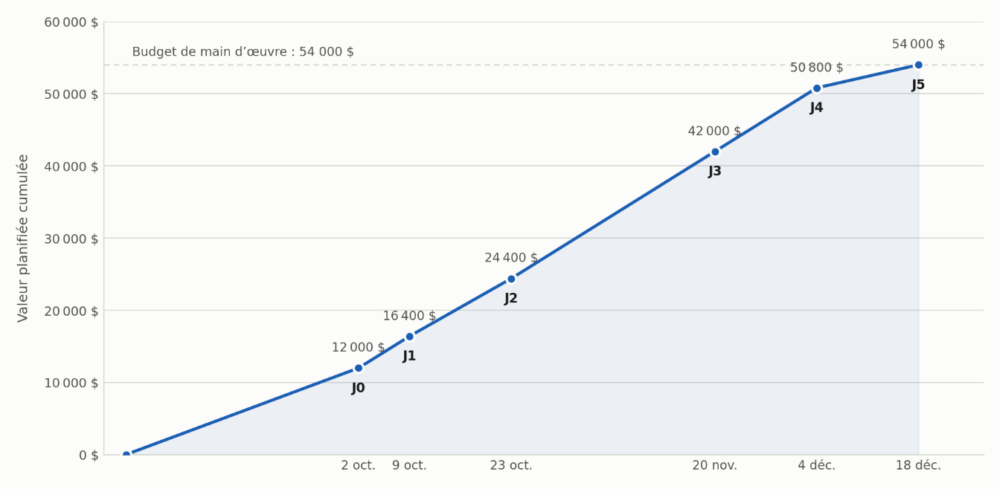 60 000 $
Budget de main d’œuvre : 54 000 $
54 000 $
50 800 $
J5
50 000 $
J4
42 000 $
40 000 $
J3
Valeur planifiée cumulée
24 400 $
30 000 $
J2
16 400 $
20 000 $
12 000 $
J1
10 000 $
J0
0 $
2 oct.
9 oct.
23 oct.
20 nov.
4 déc.
18 déc.